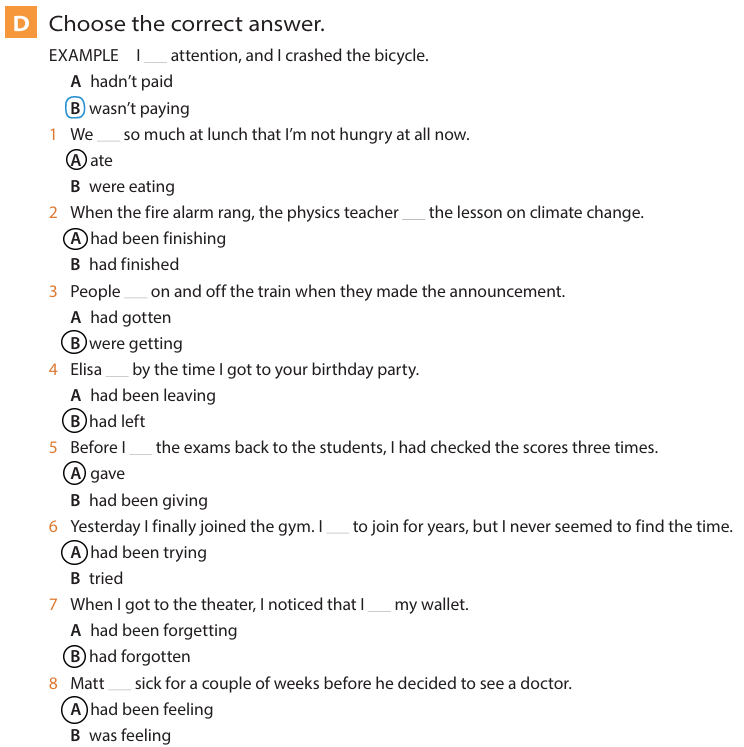 D Choose the correct answer.
EXAMPLE I ___ attention, and I crashed the bicycle.
A hadn't paid
B wasn't paying
1 We ___ so much at lunch that I'm not hungry at all now.
A ate
B were eating
2 When the fire alarm rang, the physics teacher ___ the lesson on climate change.
A had been finishing
B had finished
3 People ___ on and off the train when they made the announcement.
A had gotten
B were getting
4 Elisa ___ by the time I got to your birthday party.
A had been leaving
B had left
5 Before I ___ the exams back to the students, I had checked the scores three times.
A gave
B had been giving
6 Yesterday I finally joined the gym. I ___ to join for years, but I never seemed to find the time.
A had been trying
B tried
7 When I got to the theater, I noticed that I ___ my wallet.
A had been forgetting
B had forgotten
8 Matt ___ sick for a couple of weeks before he decided to see a doctor.
A had been feeling
B was feeling